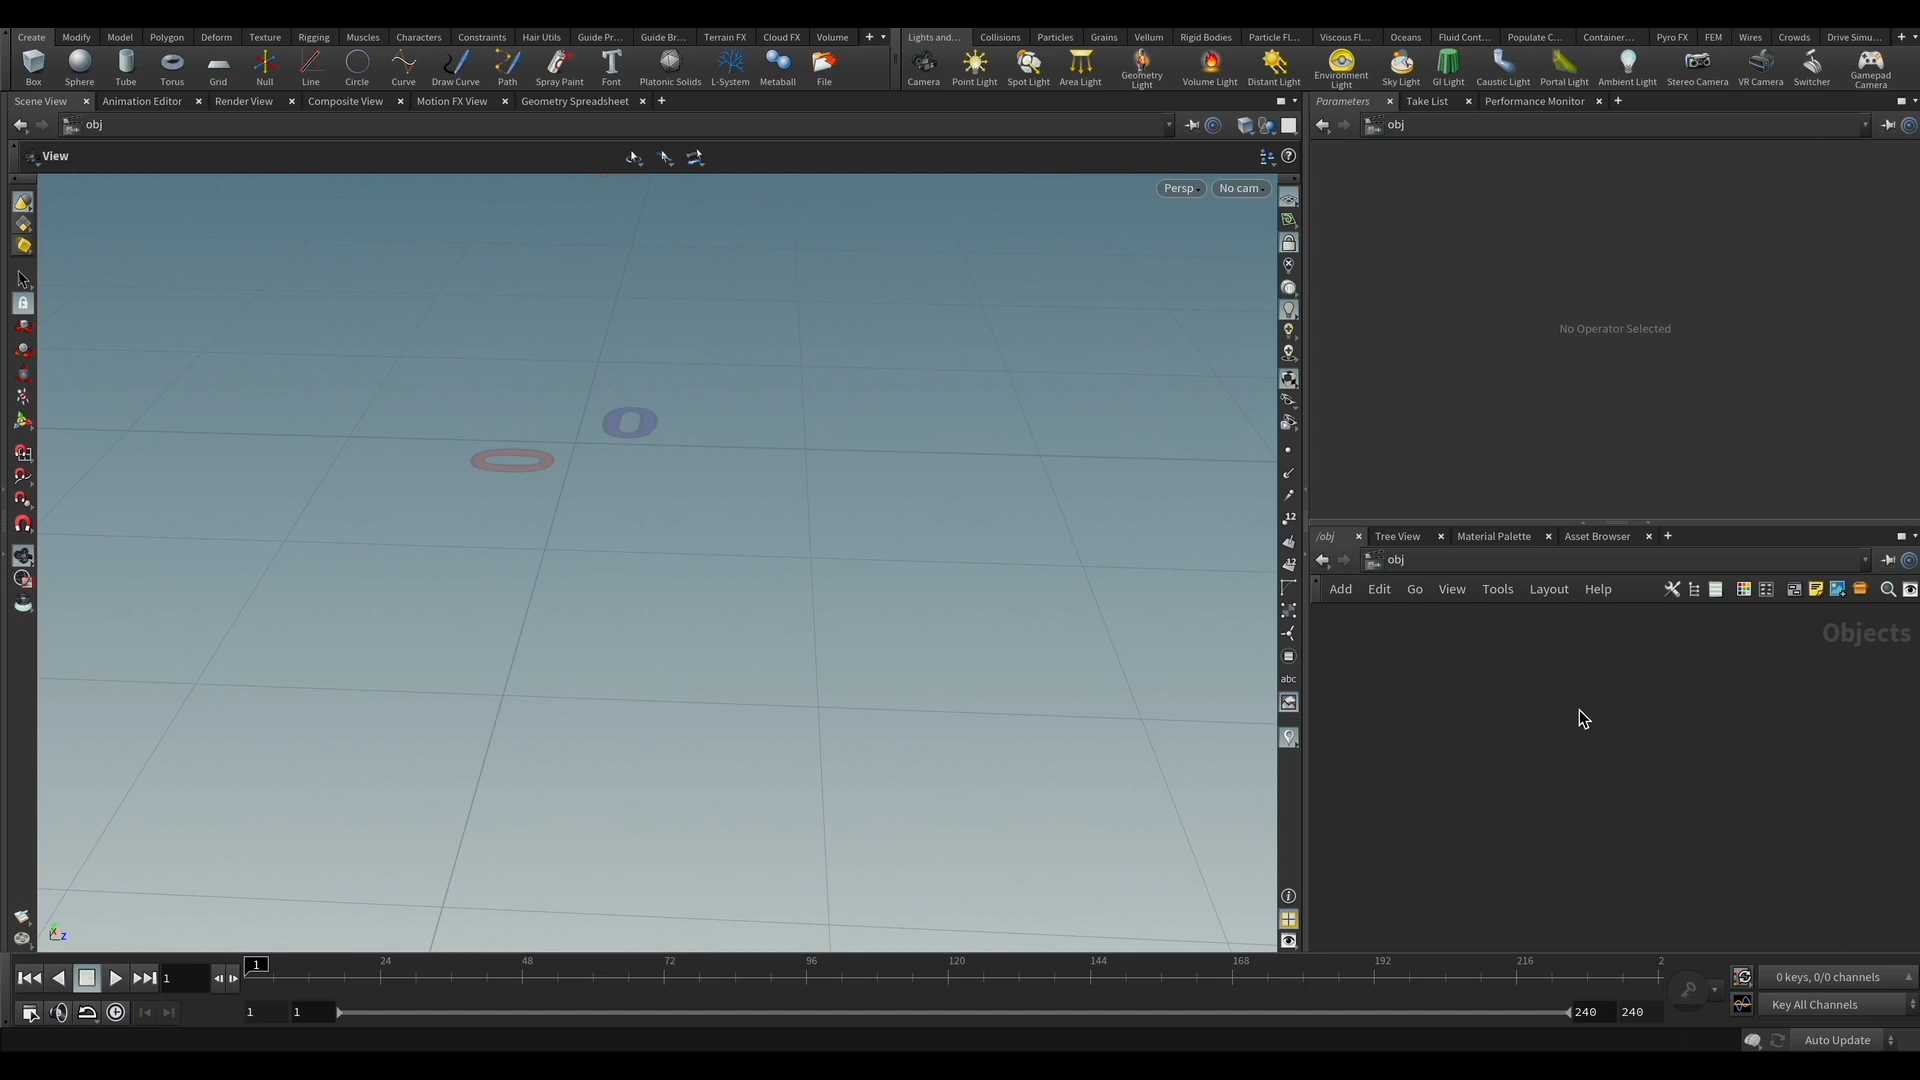 Create Modify Model Polygon Deform Texture Rigging Muscles Characters Constraints Hair Utils Guide Pr... Guide Br... Terrain FX Cloud FX Volume
Lights and... Collisions Particles Grains Vellum Rigid Bodies Particle Fl... Viscous Fl... Oceans Fluid Cont... Populate C... Container... Pyro FX FEM Wires Crowds Drive Simu...
Box Sphere Tube Torus Grid Null Line Circle Curve Draw Curve Path Spray Paint Font Platonic Solids L-System Metaball File
Camera Point Light Spot Light Area Light Geometry Light Volume Light Distant Light Environment Light Sky Light GI Light Caustic Light Portal Light Ambient Light Stereo Camera VR Camera Switcher Gamepad Camera
Scene View Animation Editor Render View Composite View Motion FX View Geometry Spreadsheet
Parameters Take List Performance Monitor
obj
obj
View
Persp No cam
No Operator Selected
/obj Tree View Material Palette Asset Browser
obj
Add Edit Go View Tools Layout Help
Objects
0
0
12
12
abc
x z
1 1 24 48 72 96 120 144 168 192 216 2
0 keys, 0/0 channels
1 1 240 240
Key All Channels
Auto Update